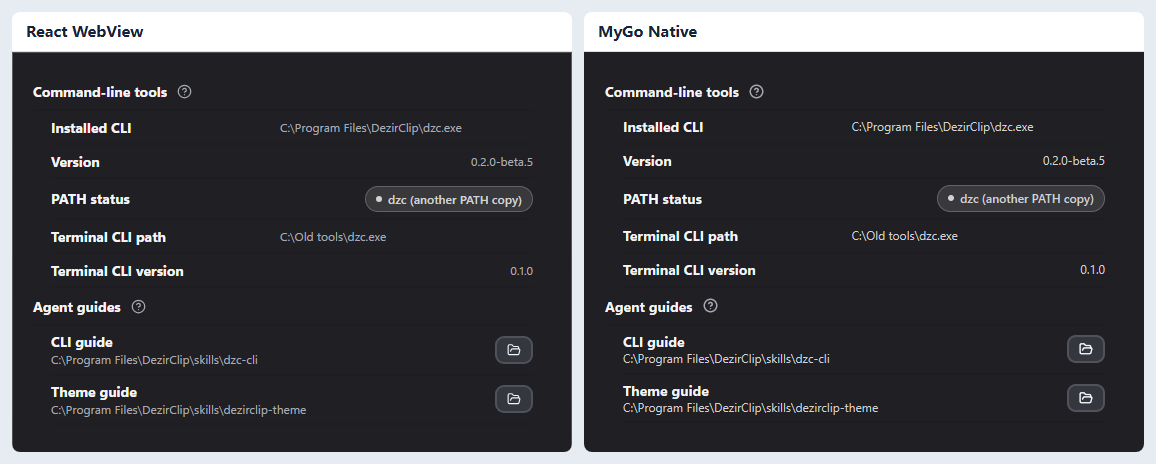 React WebView
Command-line tools
Installed CLI C:\Program Files\DezirClip\dzc.exe
Version 0.2.0-beta.5
PATH status dzc (another PATH copy)
Terminal CLI path C:\Old tools\dzc.exe
Terminal CLI version 0.1.0
Agent guides
CLI guide
C:\Program Files\DezirClip\skills\dzc-cli
Theme guide
C:\Program Files\DezirClip\skills\dezirclip-theme
MyGo Native
Command-line tools
Installed CLI C:\Program Files\DezirClip\dzc.exe
Version 0.2.0-beta.5
PATH status dzc (another PATH copy)
Terminal CLI path C:\Old tools\dzc.exe
Terminal CLI version 0.1.0
Agent guides
CLI guide
C:\Program Files\DezirClip\skills\dzc-cli
Theme guide
C:\Program Files\DezirClip\skills\dezirclip-theme